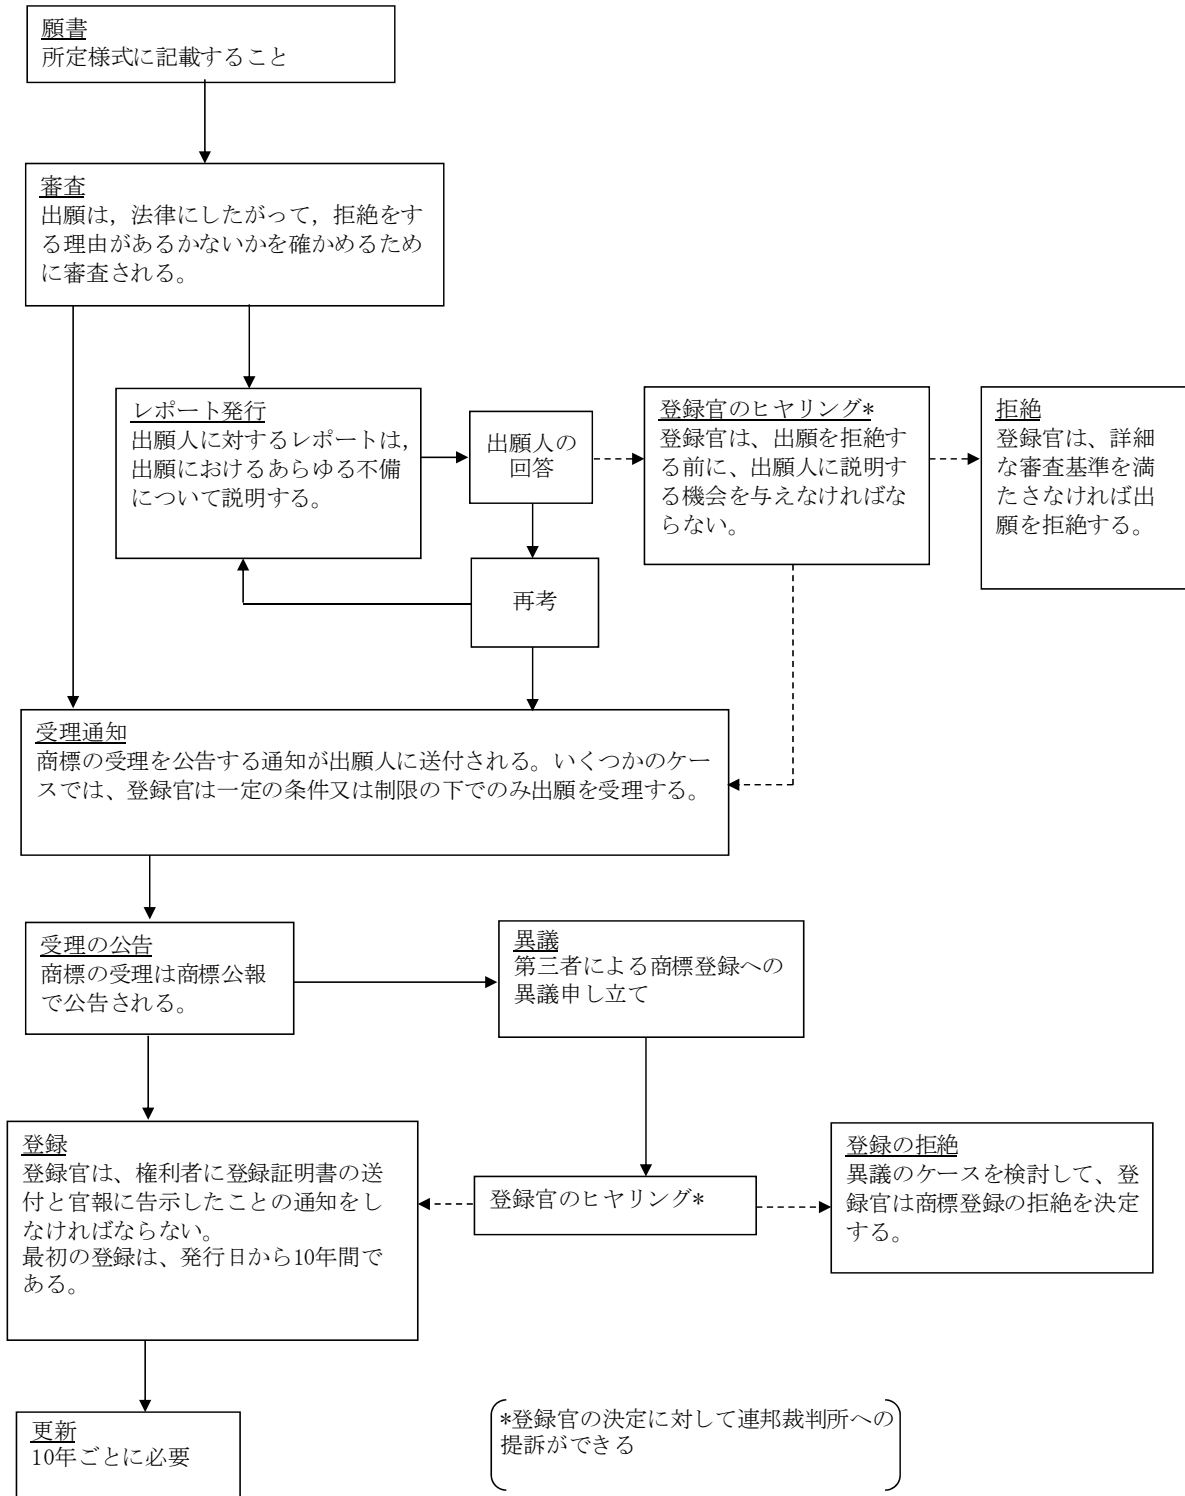 願書
所定様式に記載すること
審査
出願は，法律にしたがって，拒絶をす
る理由があるかないかを確かめるため
に審査される。
レポート発行
出願人に対するレポートは，
出願におけるあらゆる不備
について説明する。
出願人の
回答
登録官のヒヤリング*
登録官は、出願を拒絶す
る前に、出願人に説明す
る機会を与えなければな
らない。
拒絶
登録官は、詳細
な審査基準を満
たさなければ出
願を拒絶する。
再考
受理通知
商標の受理を公告する通知が出願人に送付される。いくつかのケー
スでは、登録官は一定の条件又は制限の下でのみ出願を受理する。
受理の公告
商標の受理は商標公報
で公告される。
異議
第三者による商標登録への
異議申し立て
登録
登録官は、権利者に登録証明書の送
付と官報に告示したことの通知をし
なければならない。
最初の登録は、発行日から10年間で
ある。
登録官のヒヤリング*
登録の拒絶
異議のケースを検討して、登
録官は商標登録の拒絶を決定
する。
更新
10年ごとに必要
*登録官の決定に対して連邦裁判所への
提訴ができる